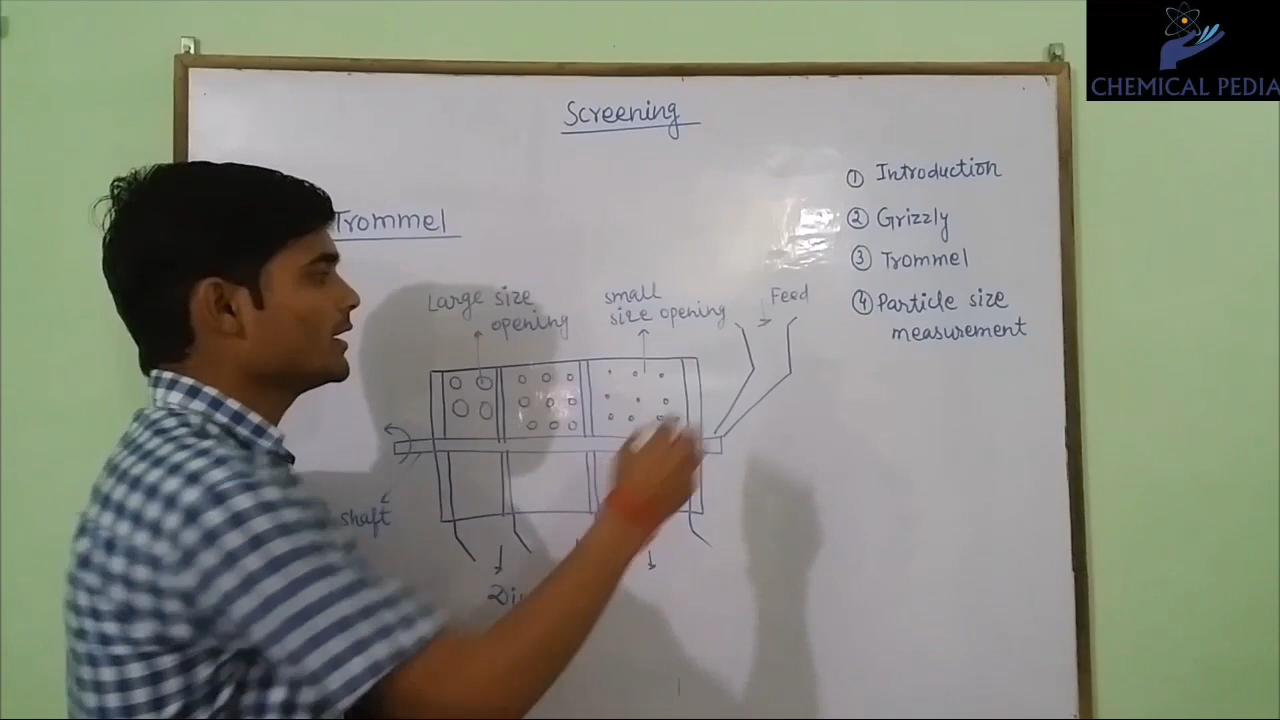 CHEMICAL PEDIA
Screening
Trommel
① Introduction
② Grizzly
③ Trommel
④ Particle size
measurement
Large size
opening
small
size opening
Feed
shaft